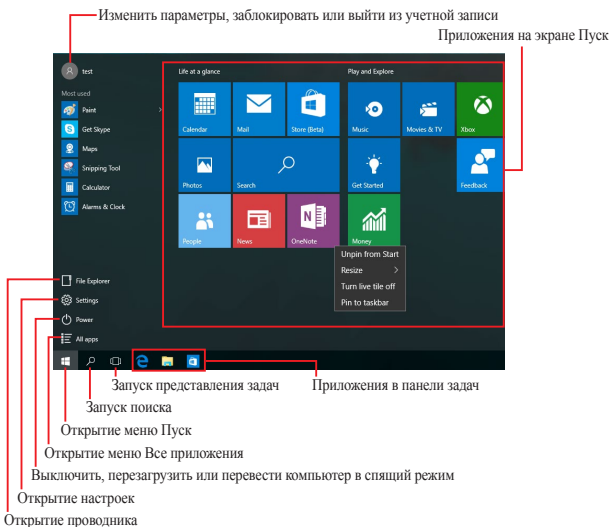 Изменить параметры, заблокировать или выйти из учетной записи
Приложения на экране Пуск
test
Life at a glance
Play and Explore
Most used
Paint
Get Skype
Maps
Snipping Tool
Calculator
Alarms & Clock
Calendar
Mail
Store (Beta)
Music
Movies & TV
Xbox
Photos
Search
Get Started
Feedback
People
News
OneNote
Money
Unpin from Start
Resize
Turn live tile off
Pin to taskbar
File Explorer
Settings
Power
All apps
Запуск представления задач
Приложения в панели задач
Запуск поиска
Открытие меню Пуск
Открытие меню Все приложения
Выключить, перезагрузить или перевести компьютер в спящий режим
Открытие настроек
Открытие проводника